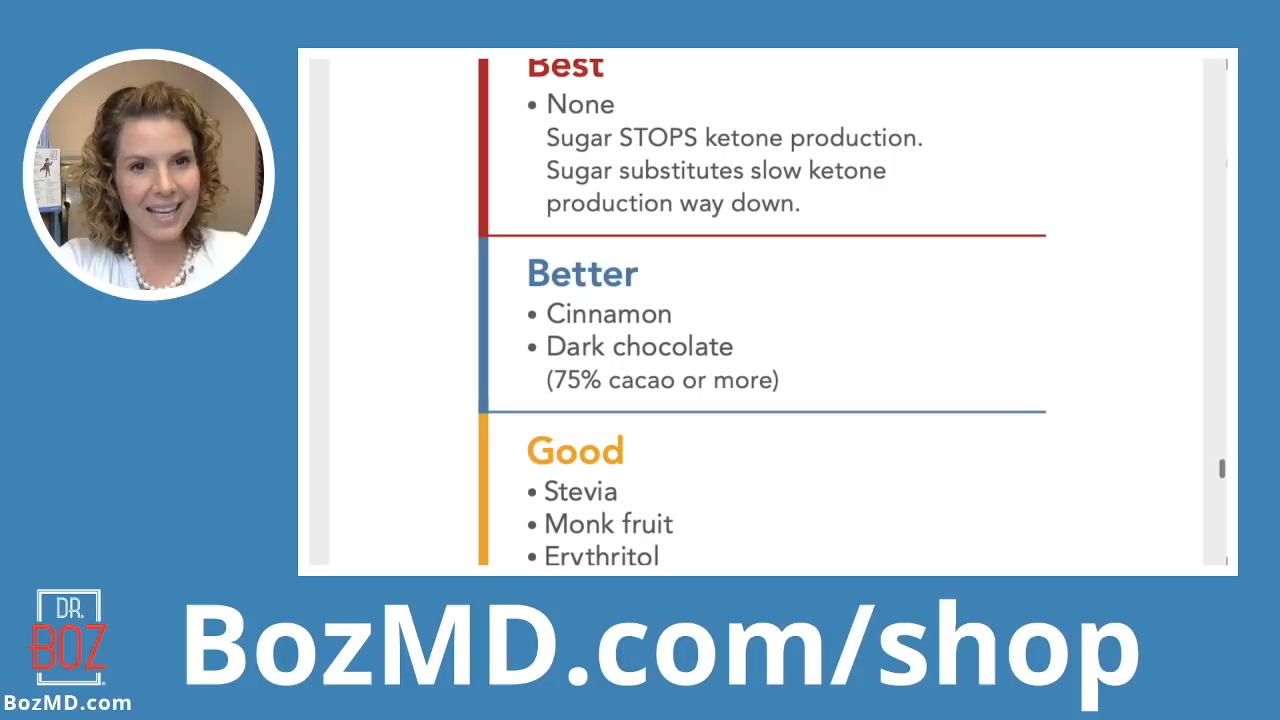 Best
• None
Sugar STOPS ketone production.
Sugar substitutes slow ketone
production way down.
Better
• Cinnamon
• Dark chocolate
(75% cacao or more)
Good
• Stevia
• Monk fruit
• Erythritol
DR.
BOZ
BozMD.com
BozMD.com/shop